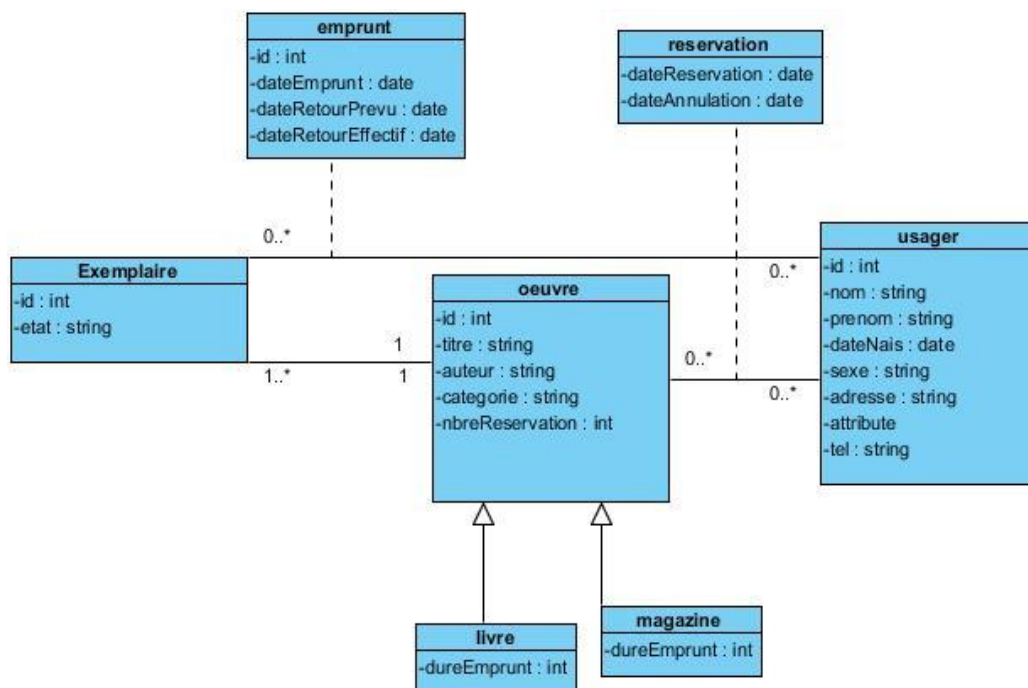 emprunt
-id : int
-dateEmprunt : date
-dateRetourPrevu : date
-dateRetourEffectif : date
reservation
-dateReservation : date
-dateAnnulation : date
0..*
0..*
Exemplaire
-id : int
-etat : string
1
1..*
1
oeuvre
-id : int
-titre : string
-auteur : string
-categorie : string
-nbreReservation : int
0..*
0..*
usager
-id : int
-nom : string
-prenom : string
-dateNais : date
-sexe : string
-adresse : string
-attribute
-tel : string
livre
-dureEmprunt : int
magazine
-dureEmprunt : int